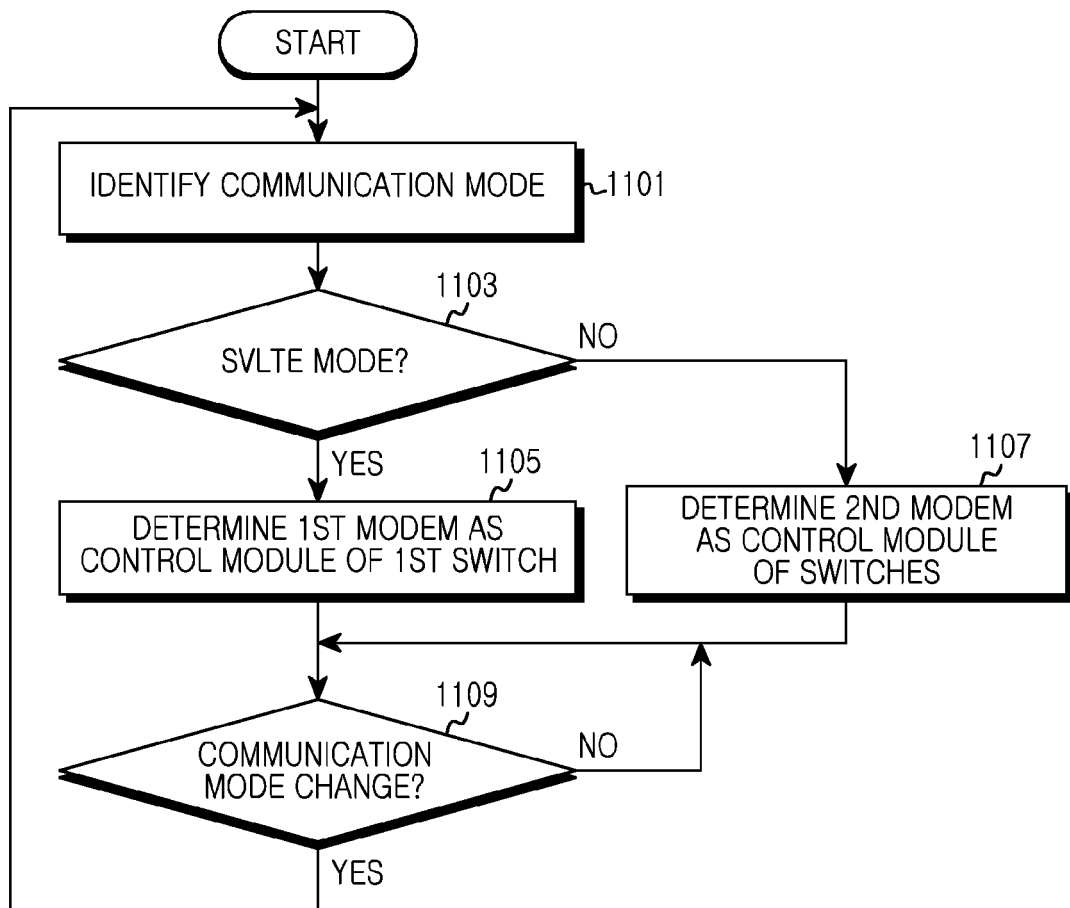 START
IDENTIFY COMMUNICATION MODE
1101
1103
SVLTE MODE?
NO
YES
1105
DETERMINE 1ST MODEM AS
CONTROL MODULE OF 1ST SWITCH
1107
DETERMINE 2ND MODEM
AS CONTROL MODULE
OF SWITCHES
1109
COMMUNICATION
MODE CHANGE?
NO
YES